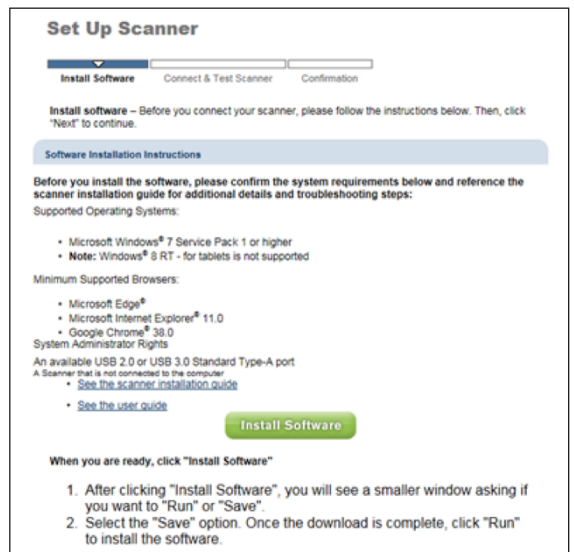 Set Up Scanner
Install Software
Connect & Test Scanner
Confirmation
Install software – Before you connect your scanner, please follow the instructions below. Then, click
"Next" to continue.
Software Installation Instructions
Before you install the software, please confirm the system requirements below and reference the
scanner installation guide for additional details and troubleshooting steps:
Supported Operating Systems:
• Microsoft Windows® 7 Service Pack 1 or higher
• Note: Windows® 8 RT - for tablets is not supported
Minimum Supported Browsers:
• Microsoft Edge®
• Microsoft Internet Explorer® 11.0
• Google Chrome® 38.0
System Administrator Rights
An available USB 2.0 or USB 3.0 Standard Type-A port
A Scanner that is not connected to the computer
• See the scanner installation guide
• See the user guide
Install Software
When you are ready, click "Install Software"
1. After clicking "Install Software", you will see a smaller window asking if
you want to "Run" or "Save".
2. Select the "Save" option. Once the download is complete, click "Run"
to install the software.